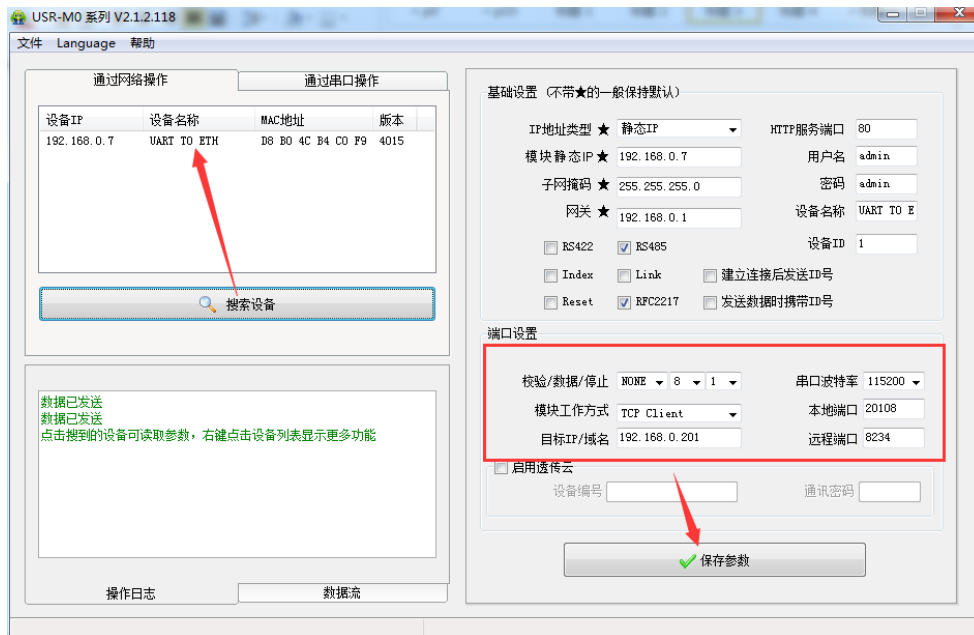 USR-M0 系列 V2.1.2.118
文件 Language 帮助
通过网络操作 通过串口操作
设备IP 设备名称 MAC地址 版本
192.168.0.7 UART TO ETH D8 B0 4C B4 C0 F9 4015
搜索设备
数据已发送
数据已发送
点击搜到的设备可读取参数，右键点击设备列表显示更多功能
操作日志 数据流
基础设置 (不带★的一般保持默认)
IP地址类型 ★ 静态IP HTTP服务端口 80
模块静态IP★ 192.168.0.7 用户名 admin
子网掩码 ★ 255.255.255.0 密码 admin
网关 ★ 192.168.0.1 设备名称 UART TO E
RS422 RS485 设备ID 1
Index Link 建立连接后发送ID号
Reset RFC2217 发送数据时携带ID号
端口设置
校验/数据/停止 NONE 8 1 串口波特率 115200
模块工作方式 TCP Client 本地端口 20108
目标IP/域名 192.168.0.201 远程端口 8234
启用透传云
设备编号 通讯密码
保存参数